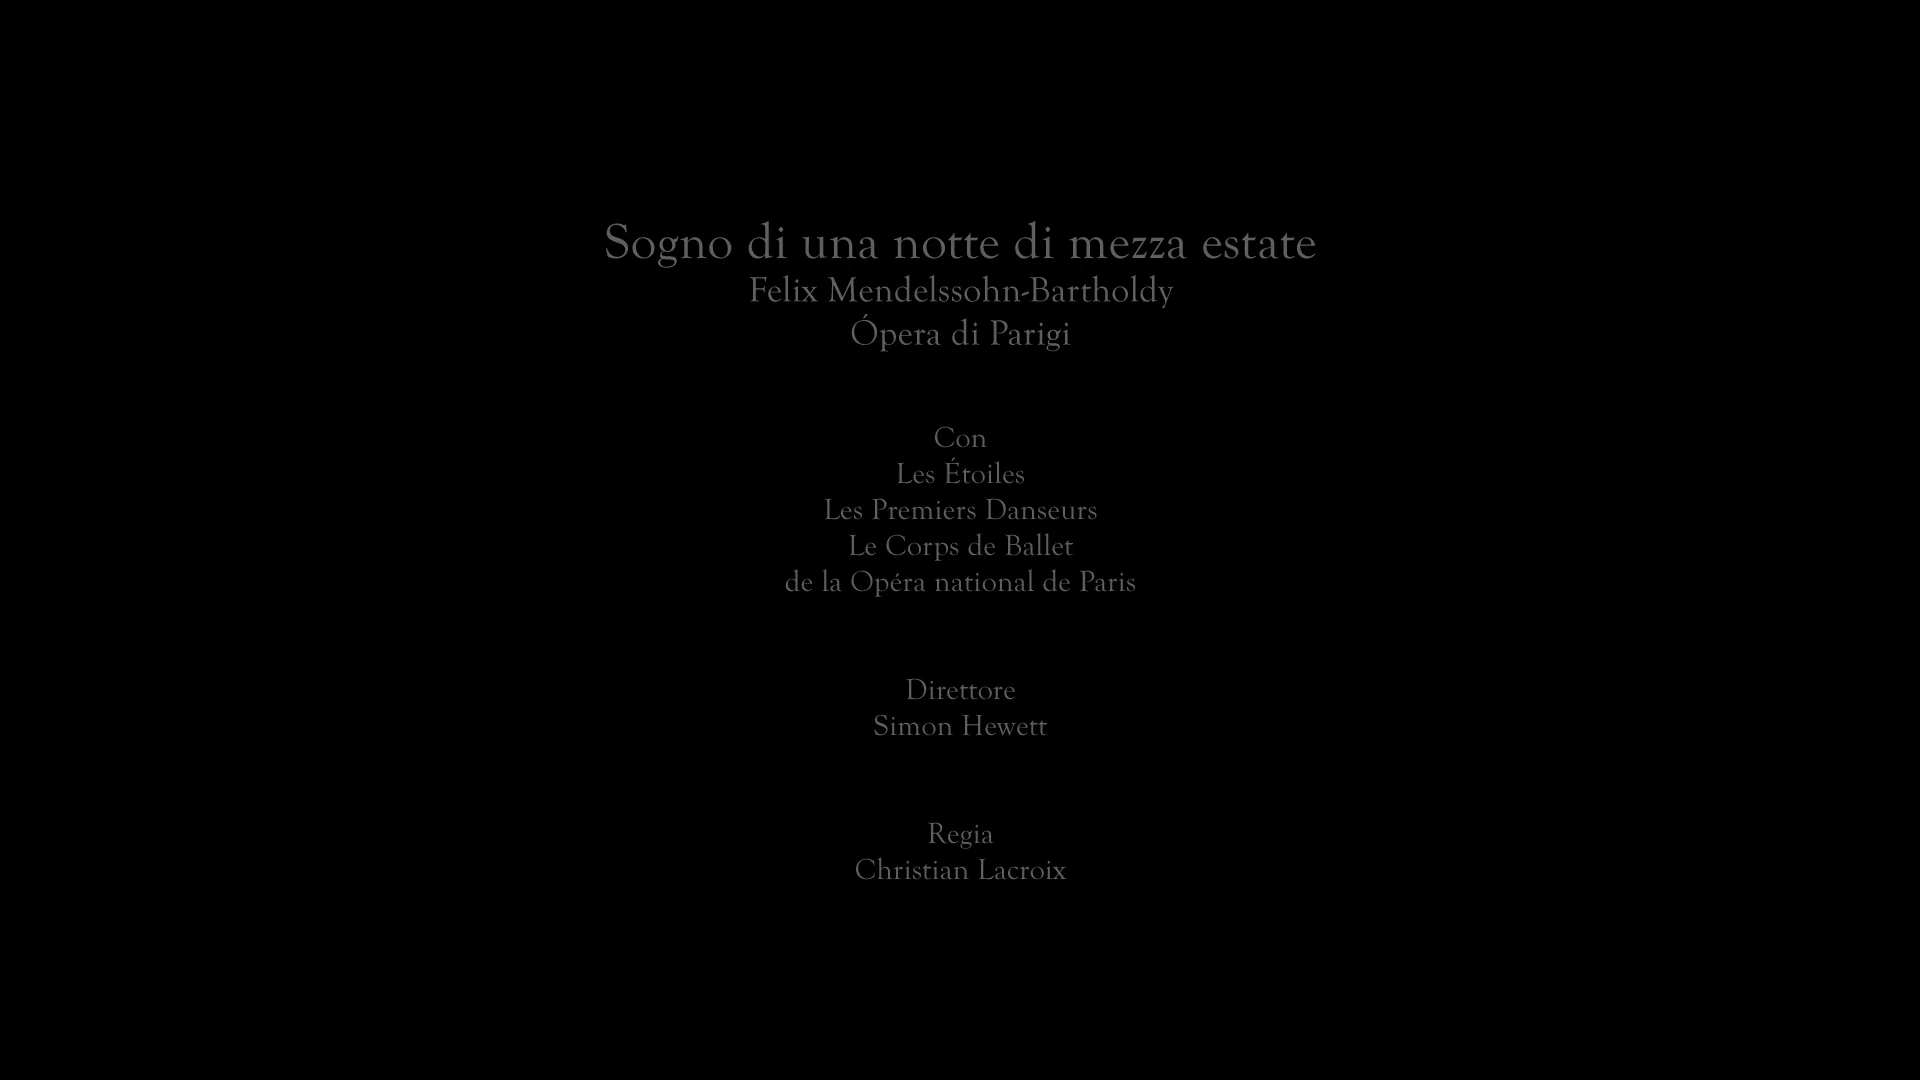 Sogno di una notte di mezza estate
Felix Mendelssohn-Bartholdy
Ópera di Parigi
Con
Les Étoiles
Les Premiers Danseurs
Le Corps de Ballet
de la Opéra national de Paris
Direttore
Simon Hewett
Regia
Christian Lacroix